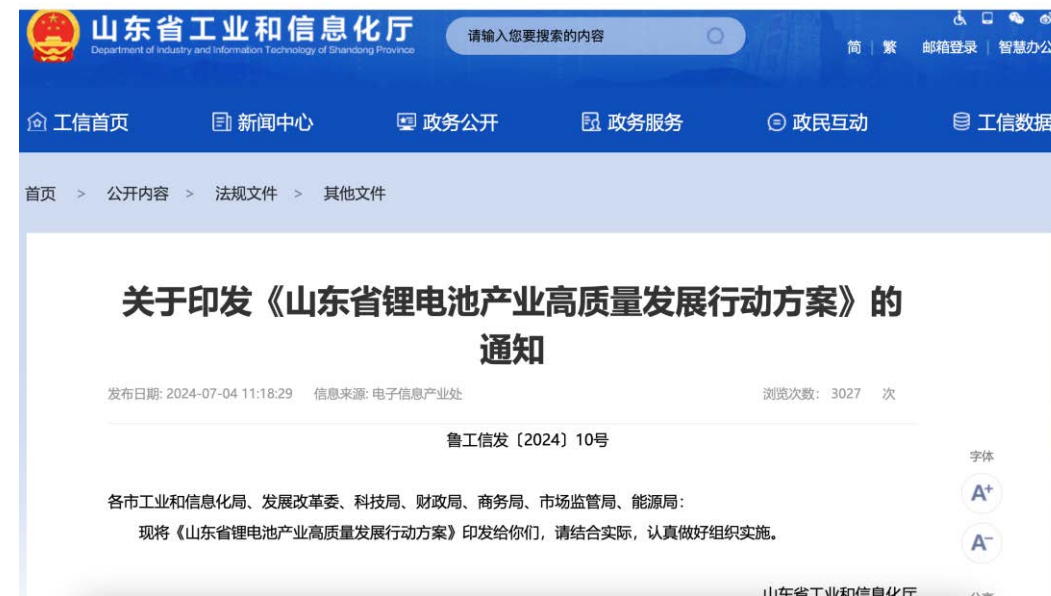 山东省工业和信息化厅
Department of Industry and Information Technology of Shandong Province
请输入您要搜索的内容
简 | 繁 邮箱登录 | 智慧办公
工信首页 新闻中心 政务公开 政务服务 政民互动 工信数据
首页 > 公开内容 > 法规文件 > 其他文件
关于印发《山东省锂电池产业高质量发展行动方案》的
通知
发布日期: 2024-07-04 11:18:29 信息来源: 电子信息产业处 浏览次数: 3027 次
鲁工信发〔2024〕10号
字体
各市工业和信息化局、发展改革委、科技局、财政局、商务局、市场监管局、能源局：
A+
现将《山东省锂电池产业高质量发展行动方案》印发给你们，请结合实际，认真做好组织实施。
A-
山东省工业和信息化厅